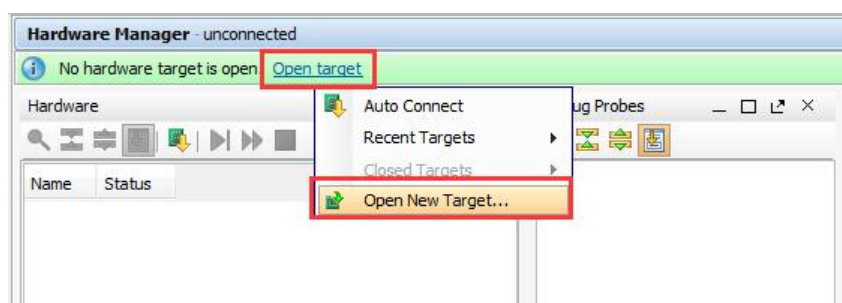 Hardware Manager - unconnected
No hardware target is open. Open target
Hardware
ug Probes
Auto Connect
Recent Targets
Closed Targets
Open New Target...
Name Status